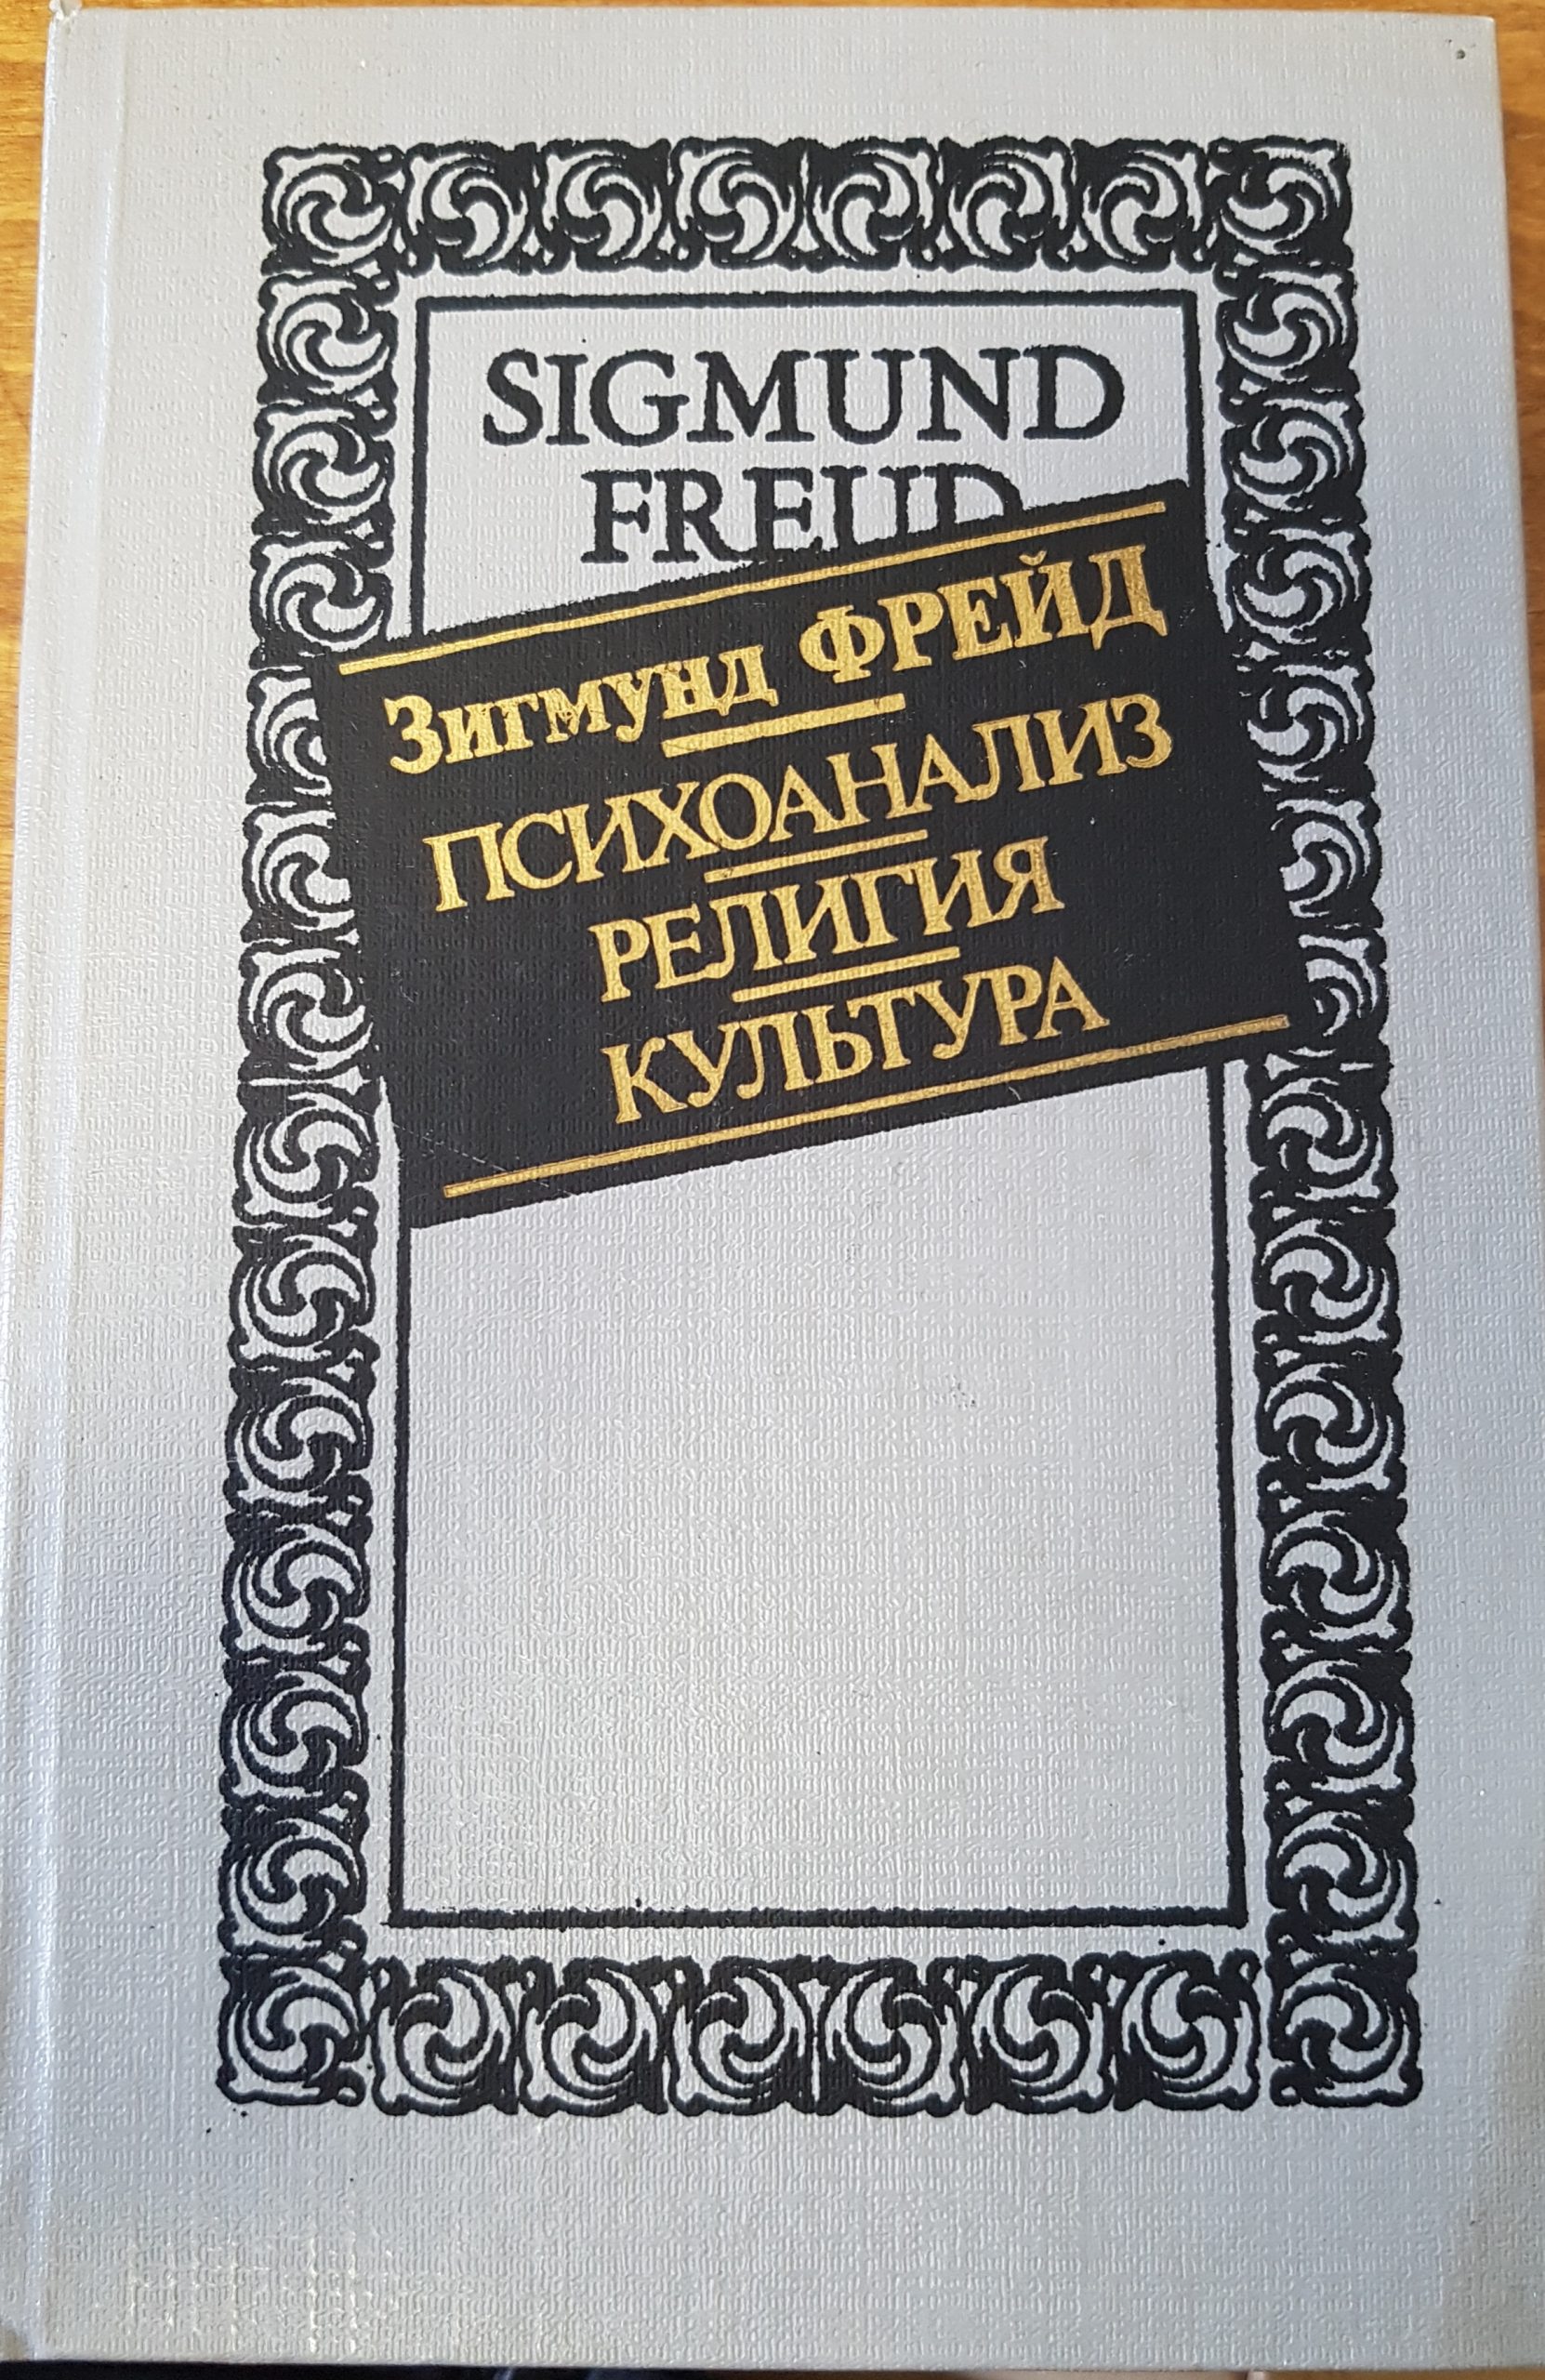 SIGMUND
FREUD
Зигмунд ФРЕЙД
ПСИХОАНАЛИЗ
РЕЛИГИЯ
КУЛЬТУРА